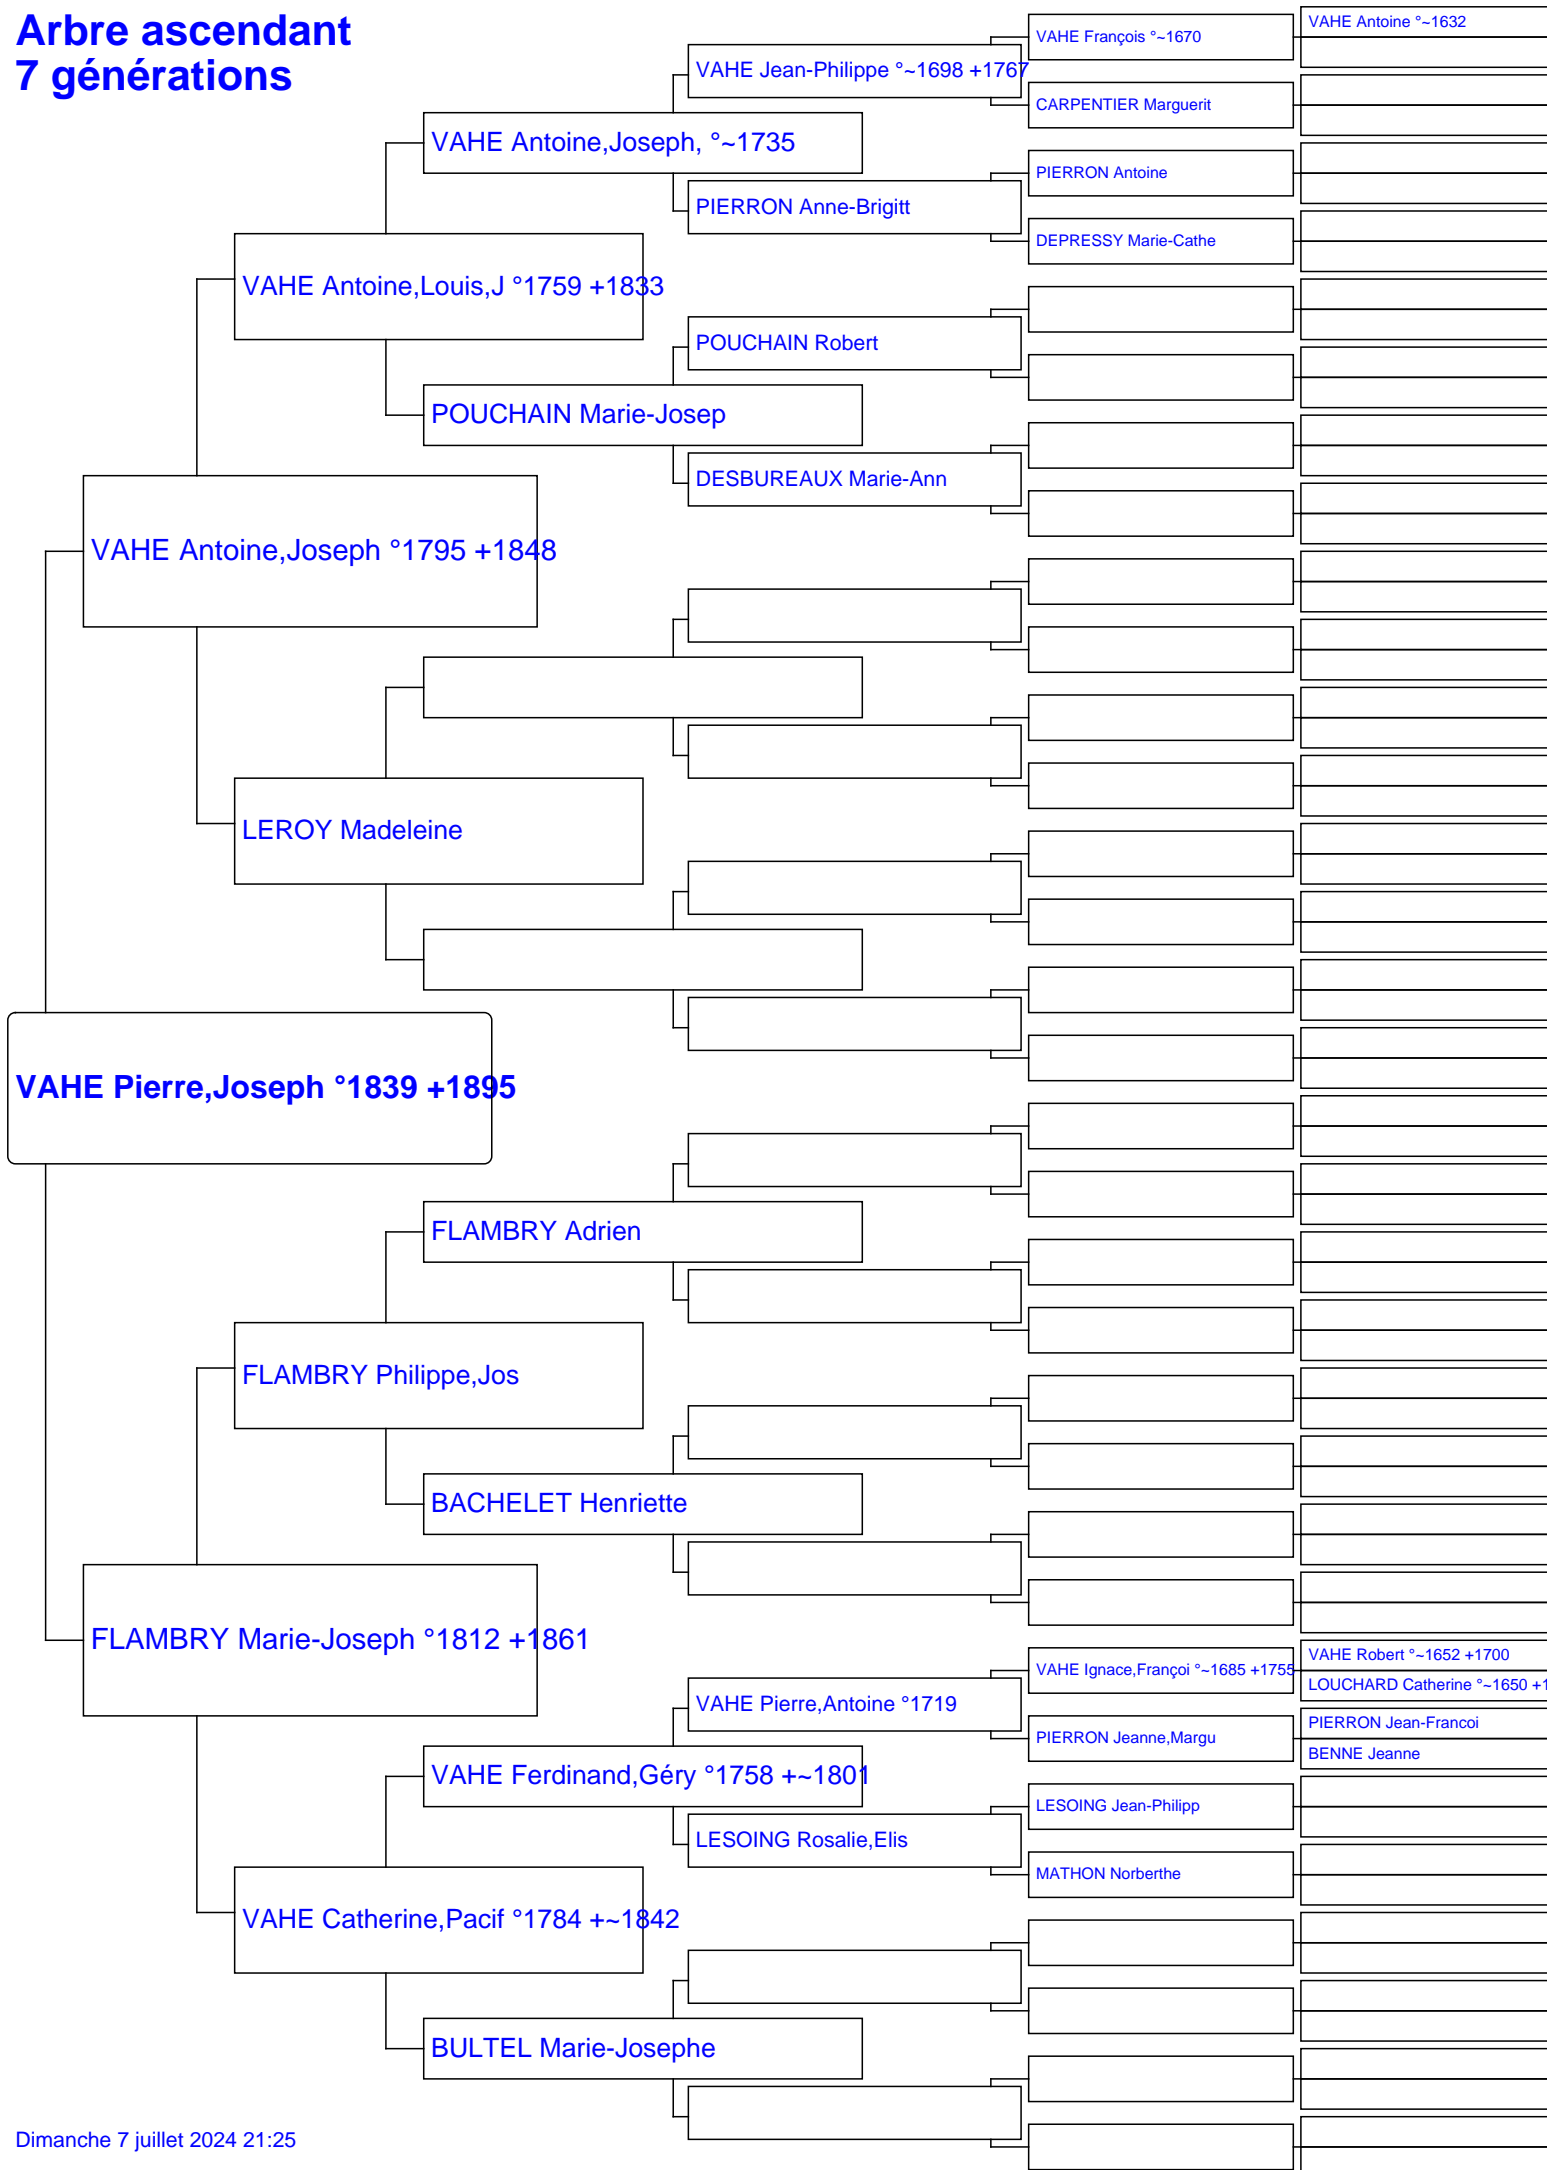 Arbre ascendant
7 générations
VAHE Antoine °~1632
VAHE François °~1670
VAHE Jean-Philippe °~1698 +1767
CARPENTIER Marguerit
VAHE Antoine,Joseph, °~1735
PIERRON Antoine
PIERRON Anne-Brigitt
DEPRESSY Marie-Cathe
VAHE Antoine,Louis,J °1759 +1833
POUCHAIN Robert
POUCHAIN Marie-Josep
DESBUREAUX Marie-Ann
VAHE Antoine,Joseph °1795 +1848
LEROY Madeleine
VAHE Pierre,Joseph °1839 +1895
FLAMBRY Adrien
FLAMBRY Philippe,Jos
BACHELET Henriette
FLAMBRY Marie-Joseph °1812 +1861
VAHE Robert °~1652 +1700
VAHE Ignace,Françoi °~1685 +1755
LOUCHARD Catherine °~1650 +1
VAHE Pierre,Antoine °1719
PIERRON Jean-Francoi
PIERRON Jeanne,Margu
BENNE Jeanne
VAHE Ferdinand,Géry °1758 +~1801
LESOING Jean-Philipp
LESOING Rosalie,Elis
MATHON Norberthe
VAHE Catherine,Pacif °1784 +~1842
BULTEL Marie-Josephe
Dimanche 7 juillet 2024 21:25